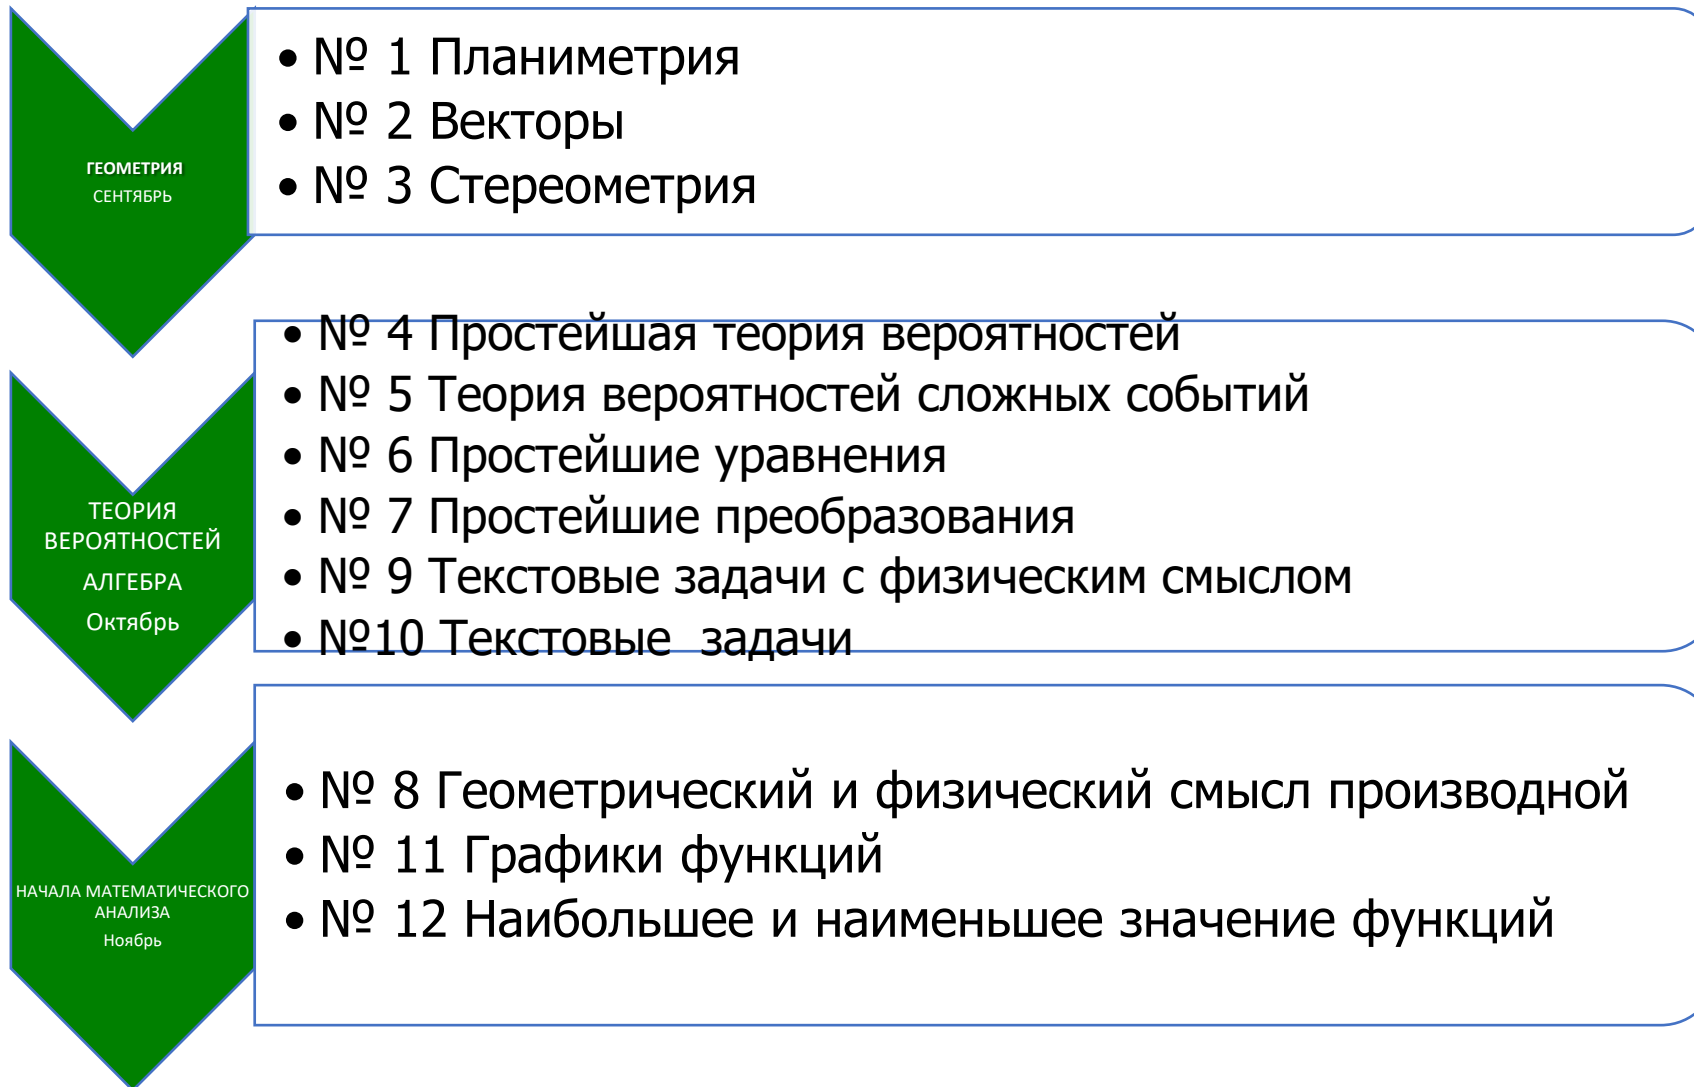 ГЕОМЕТРИЯ
СЕНТЯБРЬ
• № 1 Планиметрия
• № 2 Векторы
• № 3 Стереометрия
ТЕОРИЯ
ВЕРОЯТНОСТЕЙ
АЛГЕБРА
Октябрь
• № 4 Простейшая теория вероятностей
• № 5 Теория вероятностей сложных событий
• № 6 Простейшие уравнения
• № 7 Простейшие преобразования
• № 9 Текстовые задачи с физическим смыслом
• №10 Текстовые  задачи
НАЧАЛА МАТЕМАТИЧЕСКОГО
АНАЛИЗА
Ноябрь
• № 8 Геометрический и физический смысл производной
• № 11 Графики функций
• № 12 Наибольшее и наименьшее значение функций